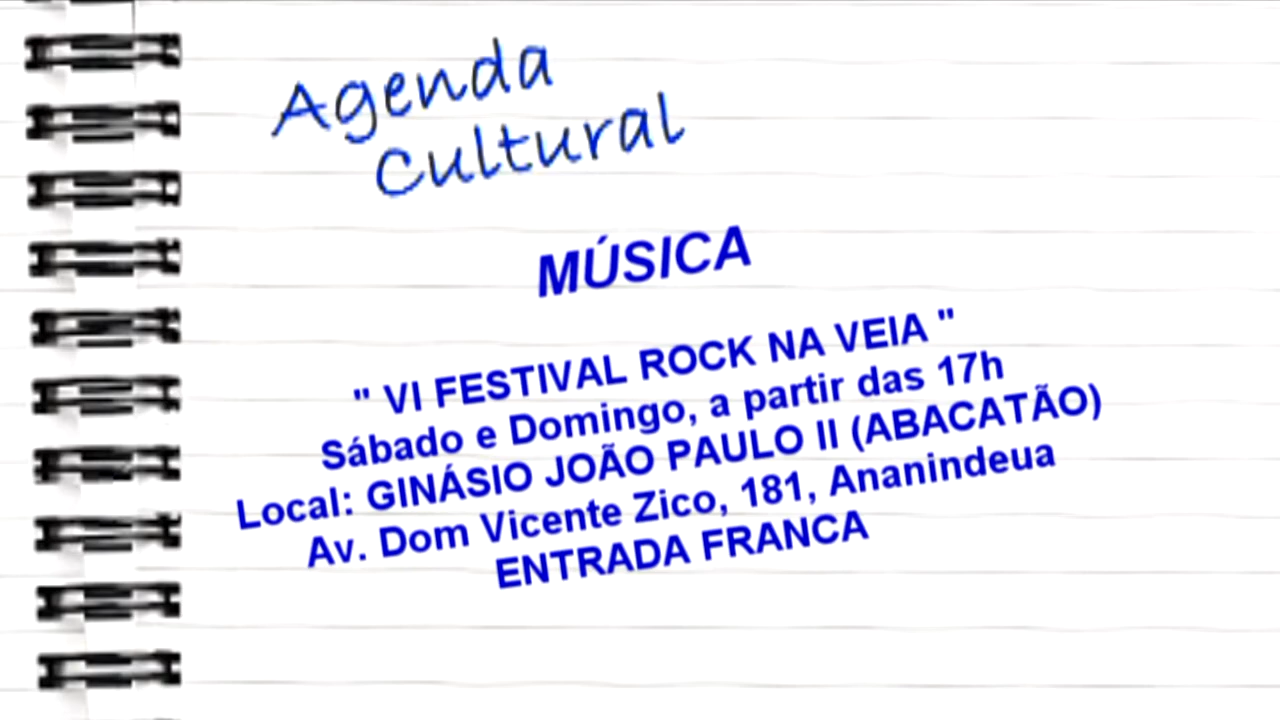 Agenda
Cultural
MÚSICA
" VI FESTIVAL ROCK NA VEIA "
Sábado e Domingo, a partir das 17h
Local: GINÁSIO JOÃO PAULO II (ABACATÃO)
Av. Dom Vicente Zico, 181, Ananindeua
ENTRADA FRANCA